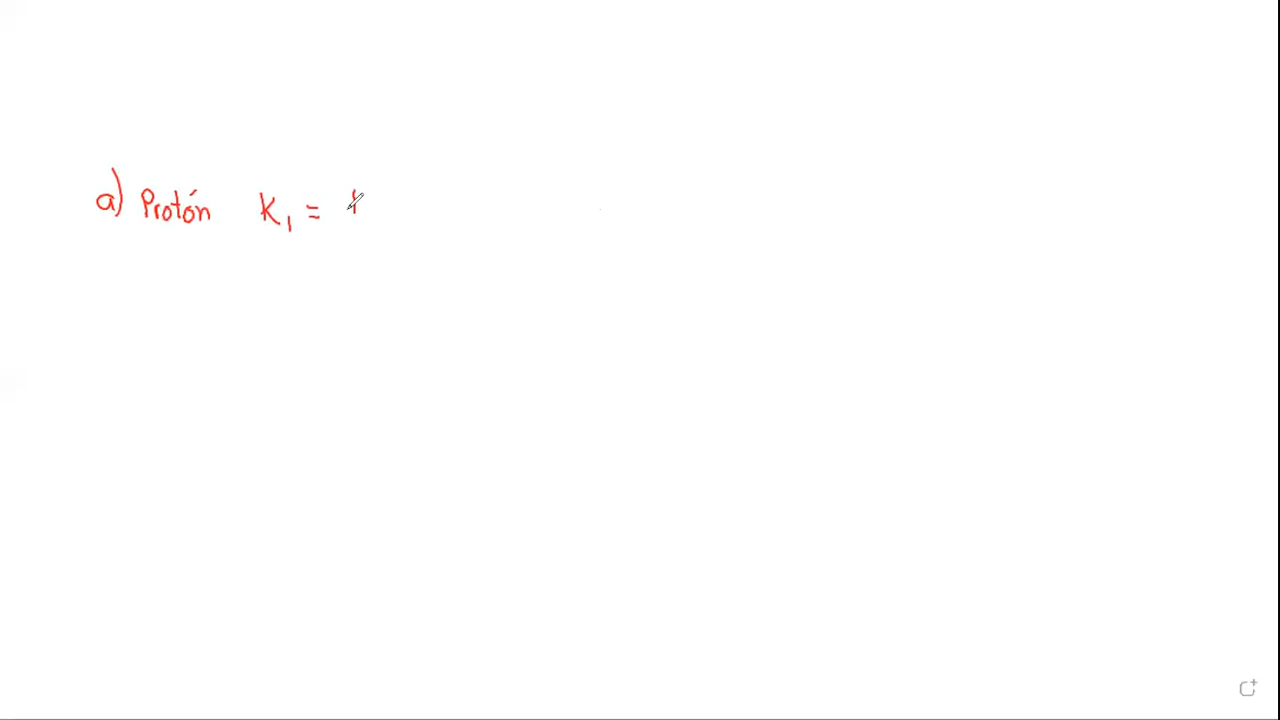 a) Protón K₁ =